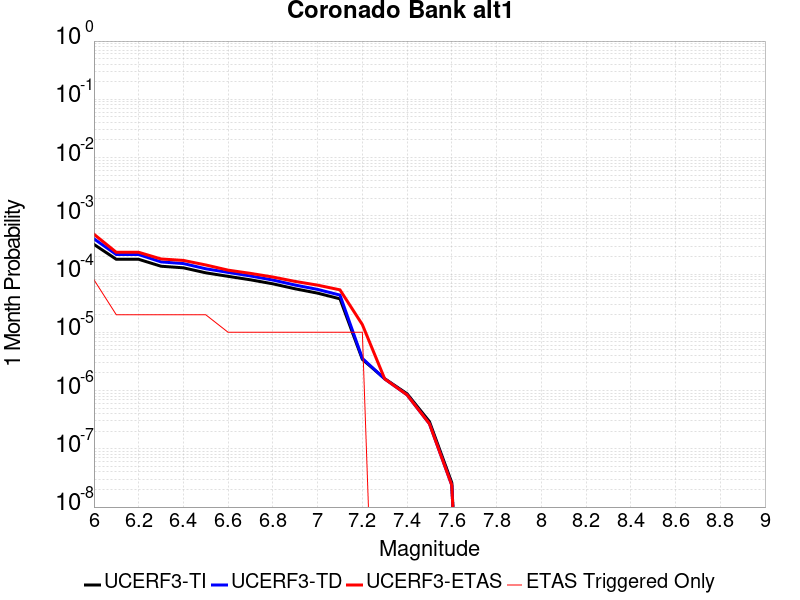 Coronado Bank alt1
10^0
10^-1
10^-2
10^-3
10^-4
10^-5
10^-6
10^-7
10^-8
1 Month Probability
6 6.2 6.4 6.6 6.8 7 7.2 7.4 7.6 7.8 8 8.2 8.4 8.6 8.8 9
Magnitude
UCERF3-TI UCERF3-TD UCERF3-ETAS ETAS Triggered Only